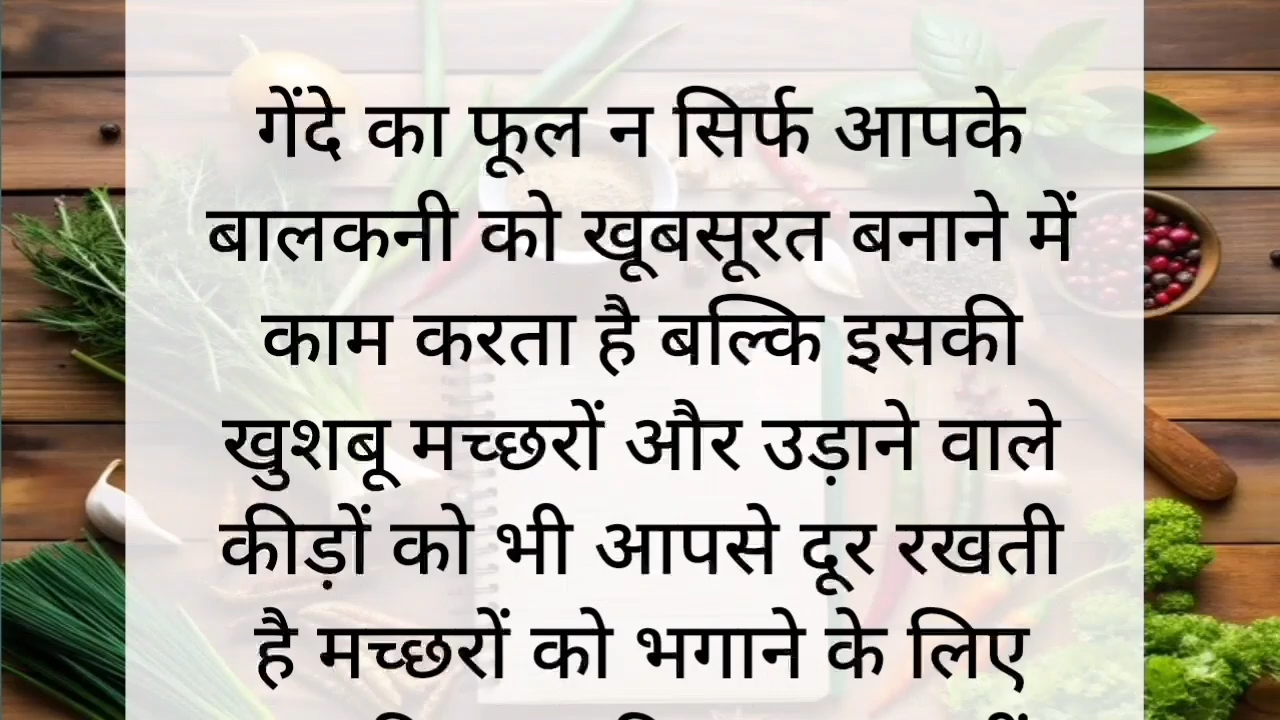 गेंदे का फूल न सिर्फ आपके
बालकनी को खूबसूरत बनाने में
काम करता है बल्कि इसकी
खुशबू मच्छरों और उड़ाने वाले
कीड़ों को भी आपसे दूर रखती
है मच्छरों को भगाने के लिए